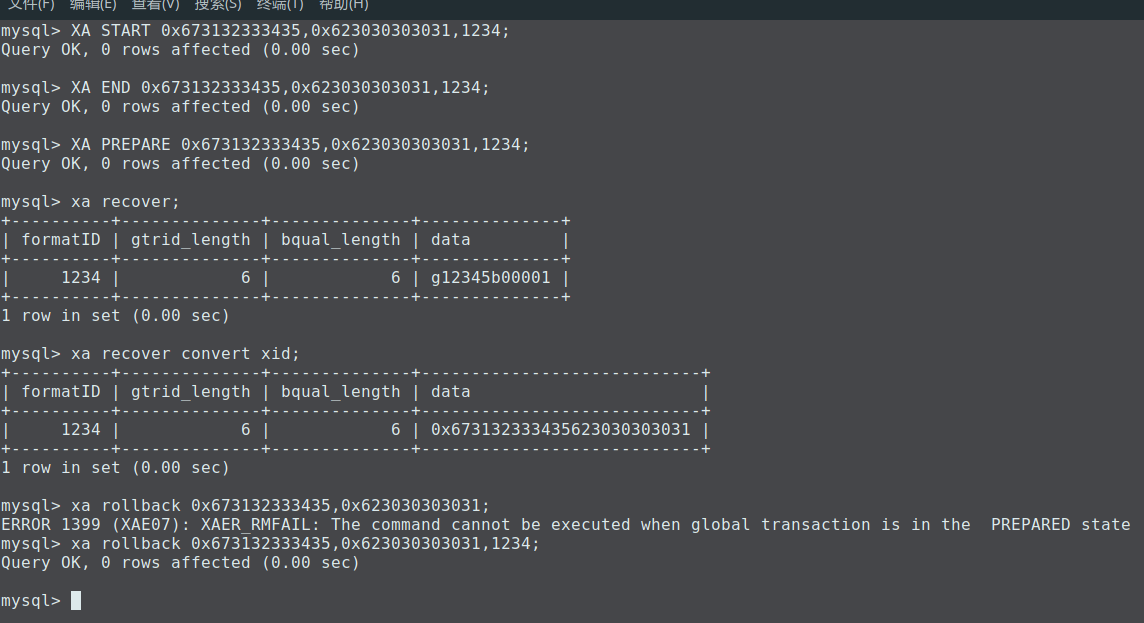 文件(F) 编辑(E) 查看(V) 搜索(S) 终端(T) 帮助(H)
mysql> XA START 0x673132333435,0x623030303031,1234;
Query OK, 0 rows affected (0.00 sec)
mysql> XA END 0x673132333435,0x623030303031,1234;
Query OK, 0 rows affected (0.00 sec)
mysql> XA PREPARE 0x673132333435,0x623030303031,1234;
Query OK, 0 rows affected (0.00 sec)
mysql> xa recover;
+----------+--------------+--------------+--------------+
| formatID | gtrid_length | bqual_length | data         |
+----------+--------------+--------------+--------------+
|     1234 |            6 |            6 | g12345b00001 |
+----------+--------------+--------------+--------------+
1 row in set (0.00 sec)
mysql> xa recover convert xid;
+----------+--------------+--------------+----------------------------+
| formatID | gtrid_length | bqual_length | data                       |
+----------+--------------+--------------+----------------------------+
|     1234 |            6 |            6 | 0x673132333435623030303031 |
+----------+--------------+--------------+----------------------------+
1 row in set (0.00 sec)
mysql> xa rollback 0x673132333435,0x623030303031;
ERROR 1399 (XAE07): XAER_RMFAIL: The command cannot be executed when global transaction is in the  PREPARED state
mysql> xa rollback 0x673132333435,0x623030303031,1234;
Query OK, 0 rows affected (0.00 sec)
mysql>